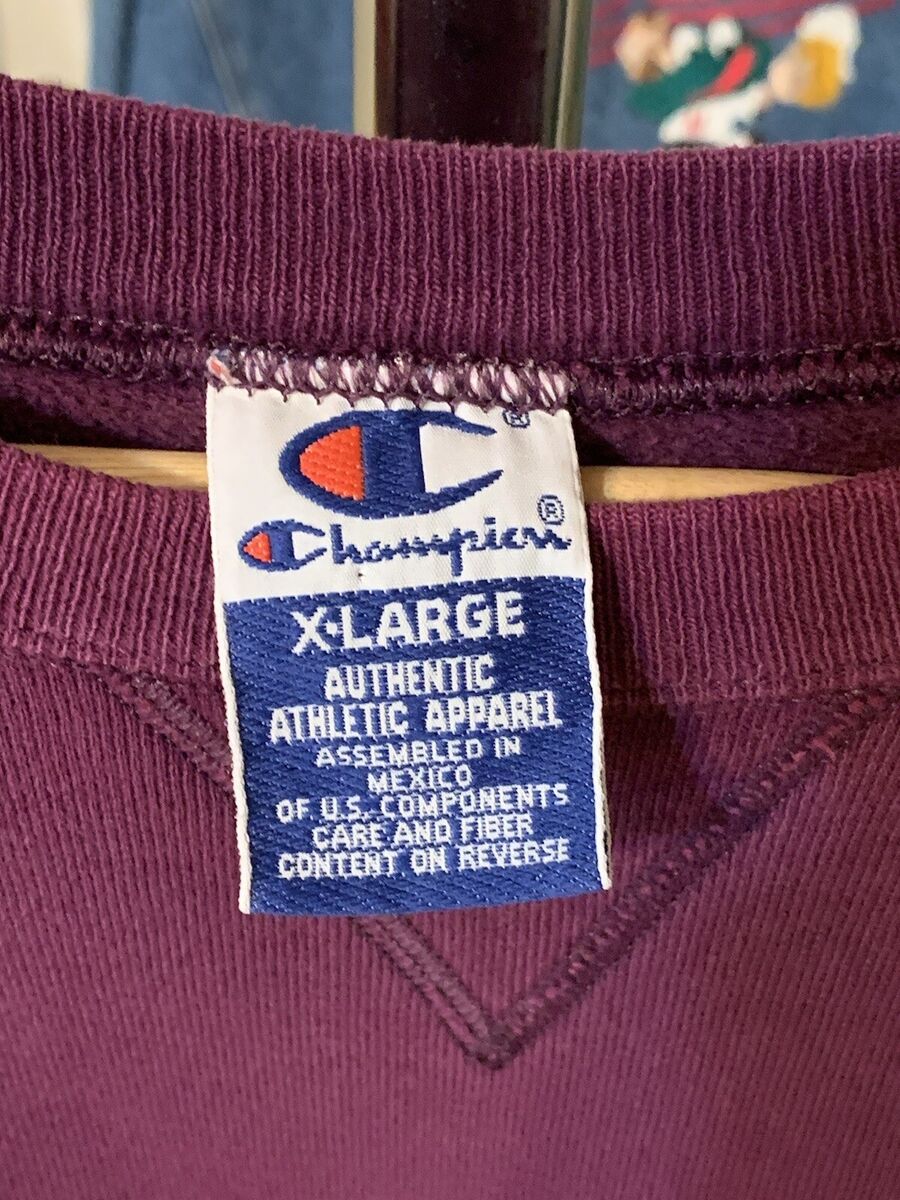 ®
Champion®
X-LARGE
AUTHENTIC
ATHLETIC APPAREL
ASSEMBLED IN
MEXICO
OF U.S. COMPONENTS
CARE AND FIBER
CONTENT ON REVERSE